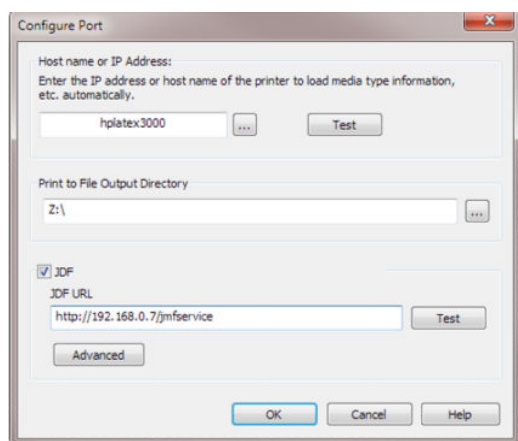 Configure Port
Host name or IP Address:
Enter the IP address or host name of the printer to load media type information,
etc. automatically.
hplatex3000
...
Test
Print to File Output Directory
Z:\
...
JDF
JDF URL
http://192.168.0.7/jmfservice
Test
Advanced
OK
Cancel
Help